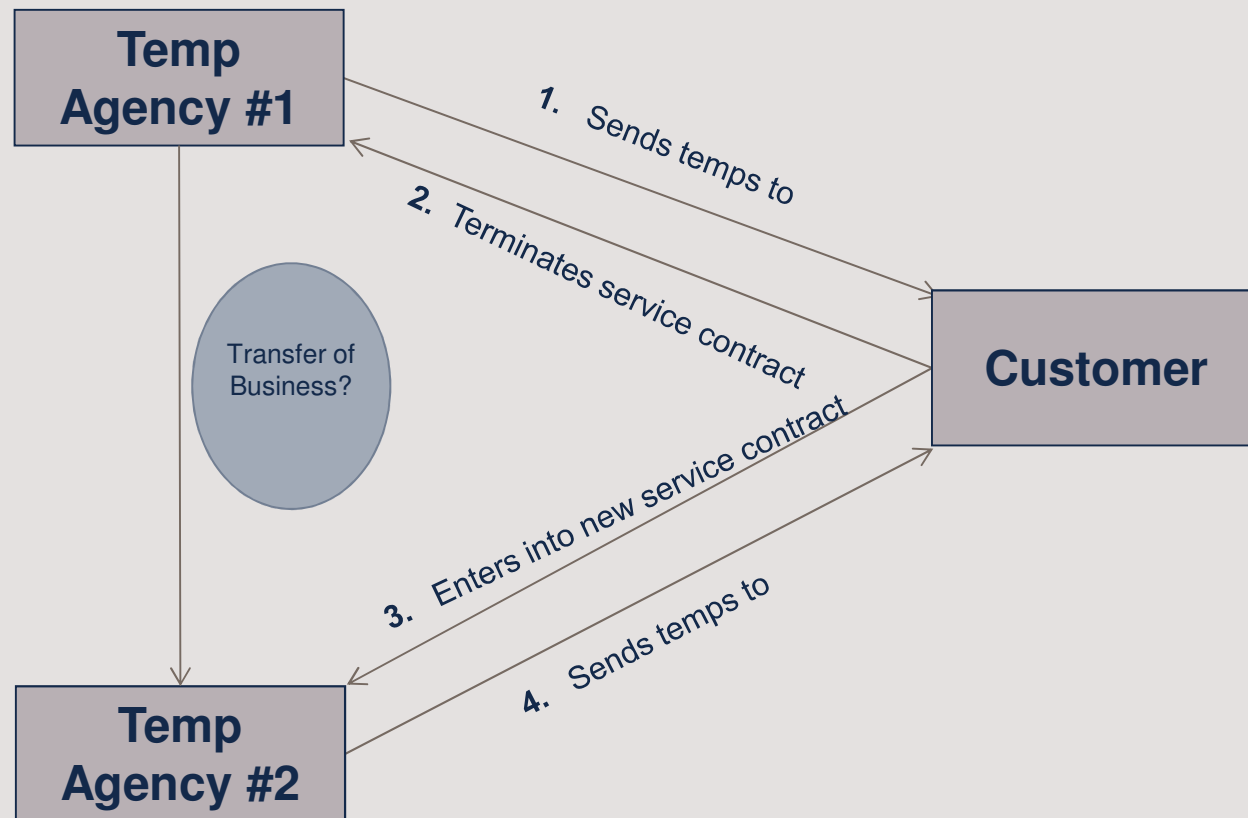 Temp
Agency #1
1. Sends temps to
2. Terminates service contract
Transfer of
Business?
Customer
3. Enters into new service contract
4. Sends temps to
Temp
Agency #2